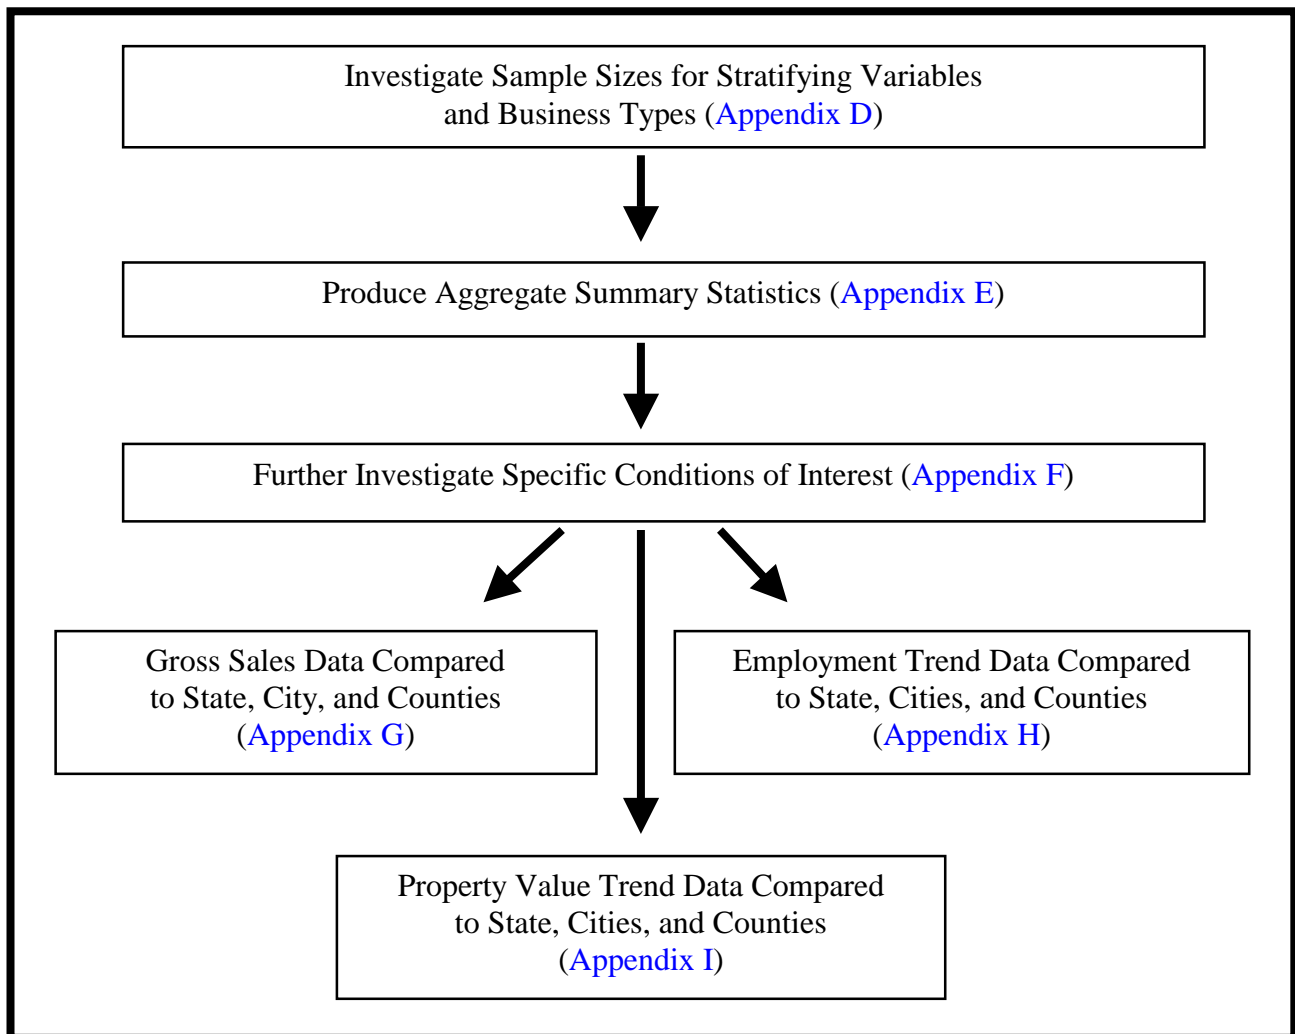 Investigate Sample Sizes for Stratifying Variables
and Business Types (Appendix D)
Produce Aggregate Summary Statistics (Appendix E)
Further Investigate Specific Conditions of Interest (Appendix F)
Gross Sales Data Compared
to State, City, and Counties
(Appendix G)
Employment Trend Data Compared
to State, Cities, and Counties
(Appendix H)
Property Value Trend Data Compared
to State, Cities, and Counties
(Appendix I)